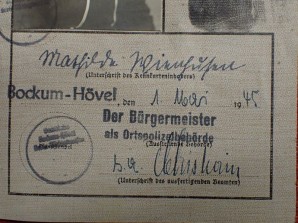 Mathilde Wienhusen
(Unterschrift des Kennkarteninhabers)
Bockum-Hövel, den 1. Mai 1945
Der Bürgermeister
als Ortspolizeibehörde
(Ausstellende Behörde)
(Unterschrift des ausfertigenden Beamten)